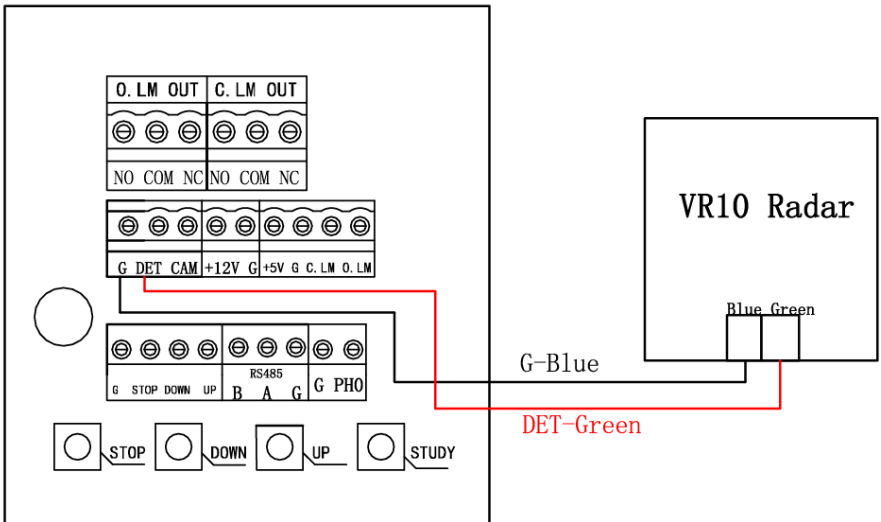 O. LM OUT C. LM OUT
NO COM NC NO COM NC
G DET CAM +12V G +5V G C. LM O. LM
RS485
G STOP DOWN UP B A G G PHO
STOP DOWN UP STUDY
VR10 Radar
Blue Green
G-Blue
DET-Green